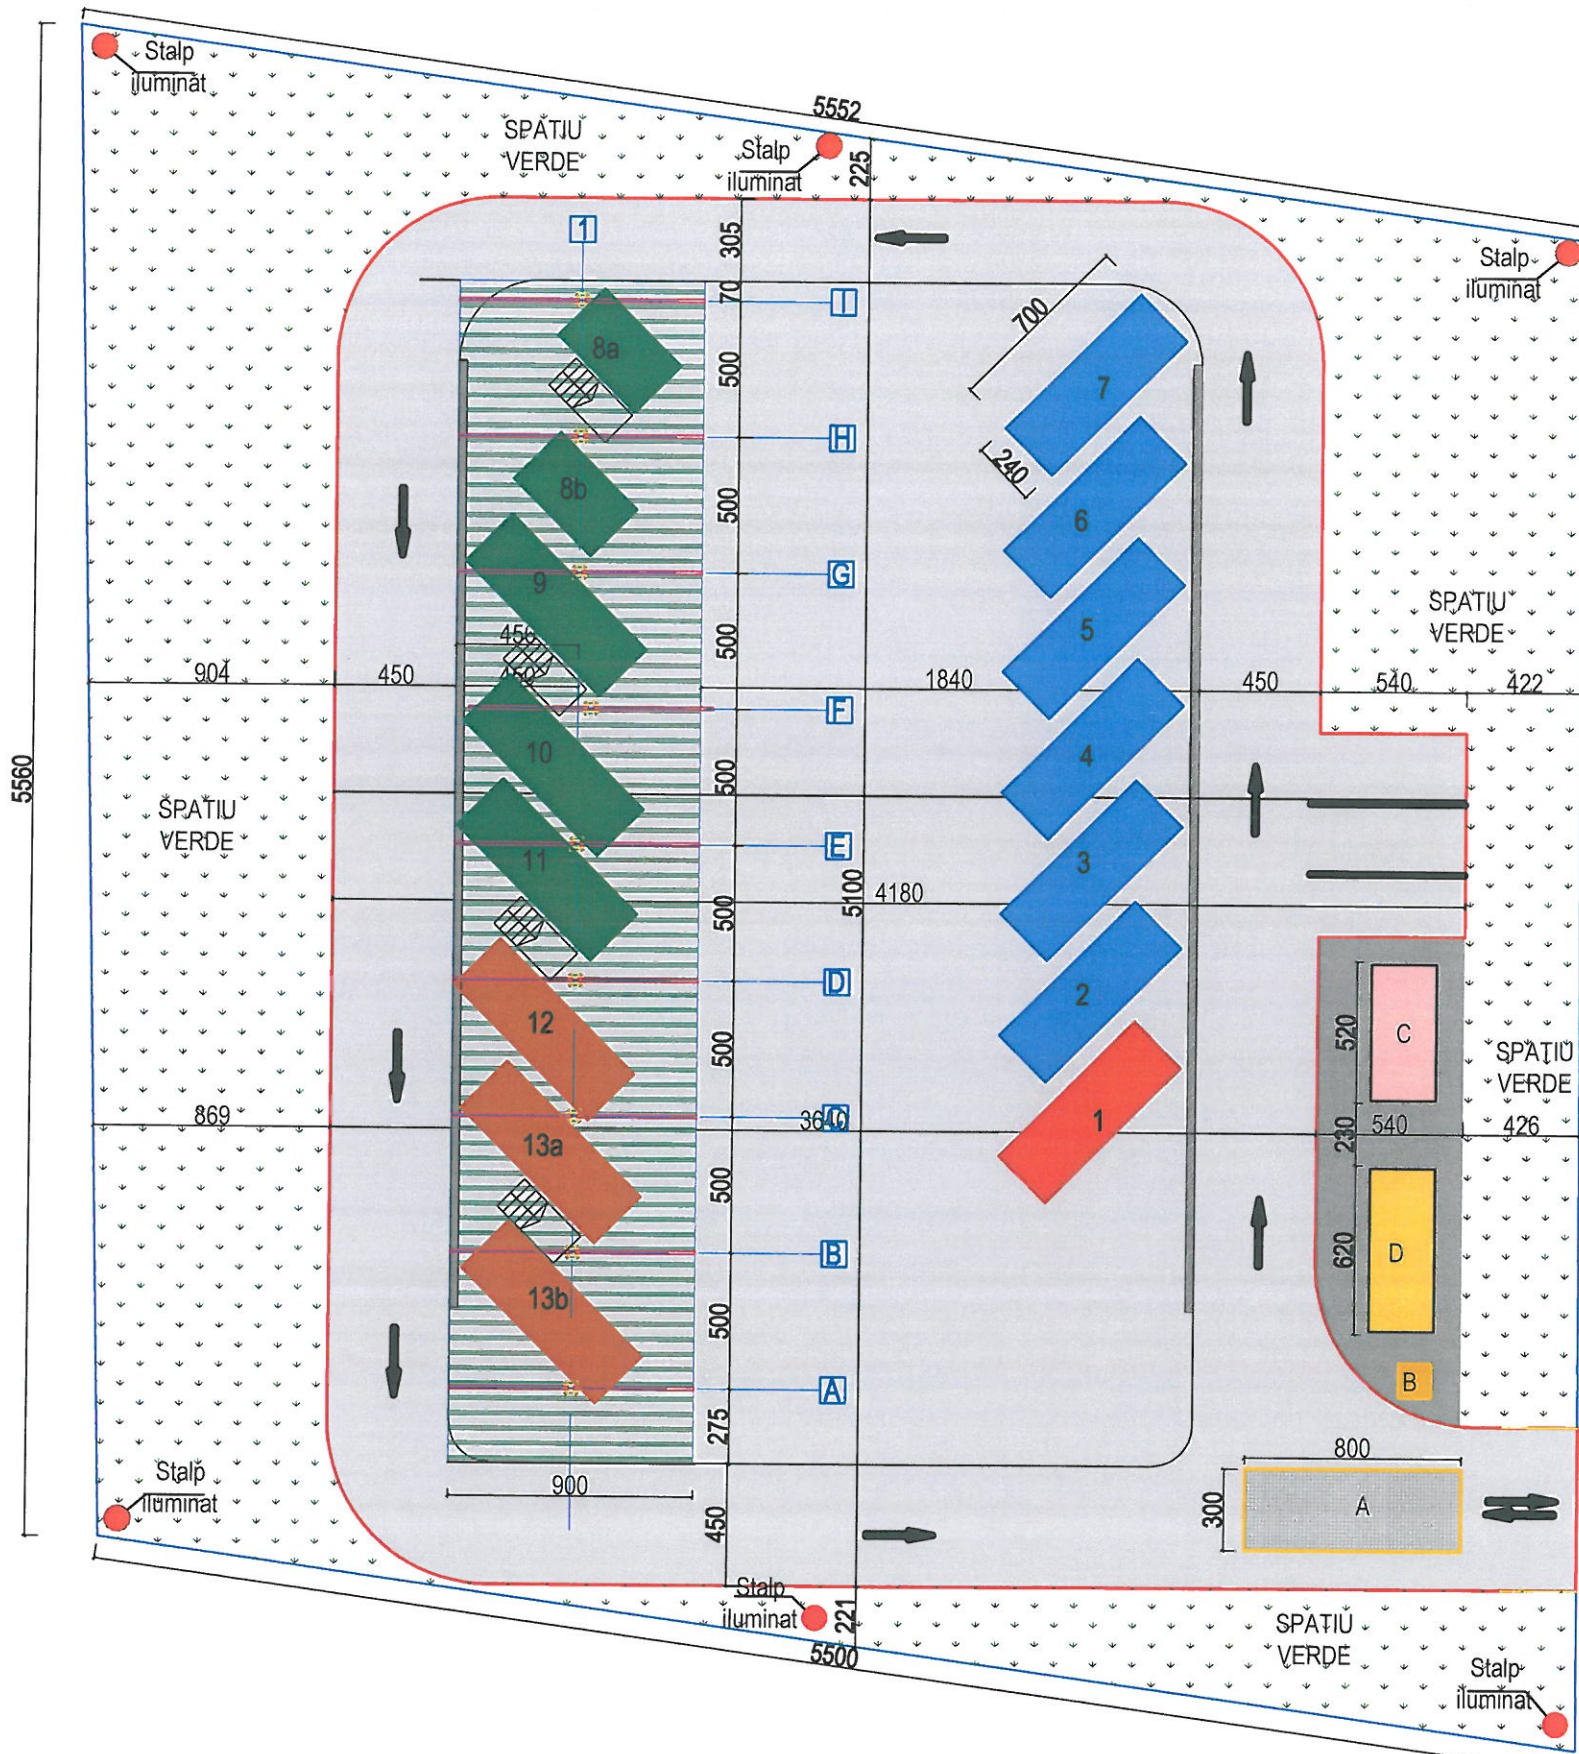 5552
Stalp
iluminat
SPATIU
VERDE
Stalp
iluminat
225
1
305
Stalp
iluminat
70
I
700
8a
500
7
H
240
8b
500
6
9
G
SPATIU
VERDE
5
450
450
500
904
450
1840
450
540
422
F
10
4
5560
500
SPATIU
VERDE
11
E
3
5100
4180
500
D
2
12
520
C
500
SPATIU
VERDE
869
3640
C
1
230
540
426
13a
500
B
620
D
13b
500
A
B
275
800
Stalp
iluminat
900
300
A
450
Stalp
iluminat
221
5500
SPATIU
VERDE
Stalp
iluminat